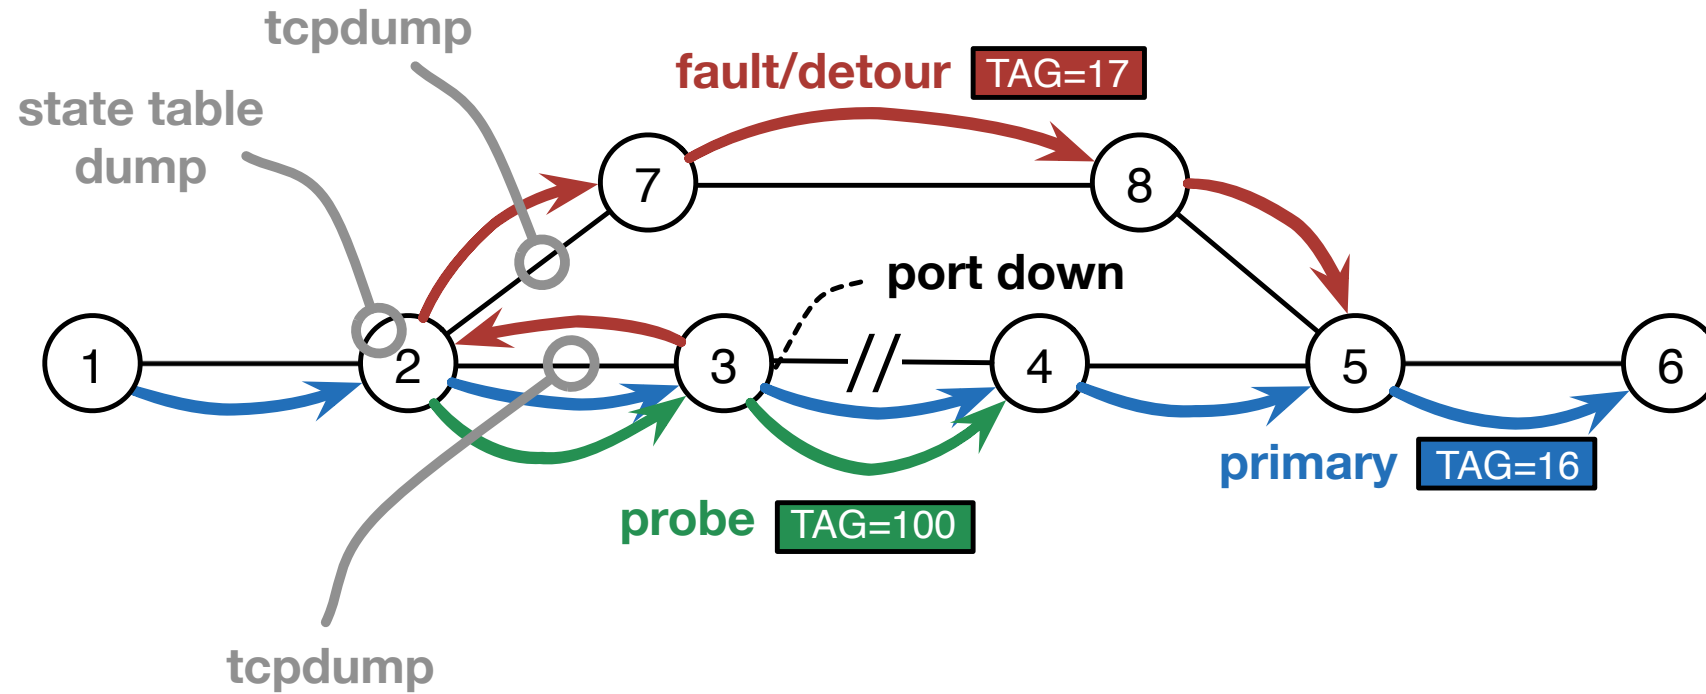 tcpdump
state table
dump
fault/detour
TAG=17
7
8
port down
1
2
3
//
4
5
6
primary
TAG=16
probe
TAG=100
tcpdump